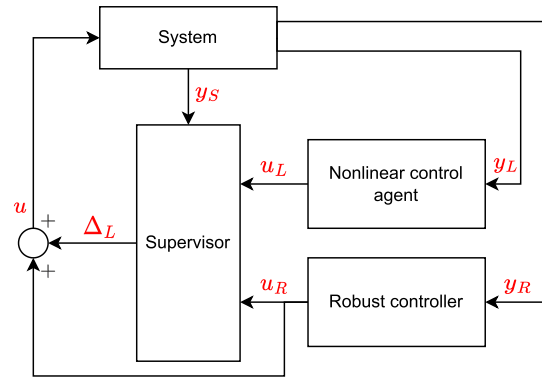 System
y_S
u_L
Nonlinear control
agent
y_L
u
+
Δ_L
Supervisor
+
u_R
Robust controller
y_R